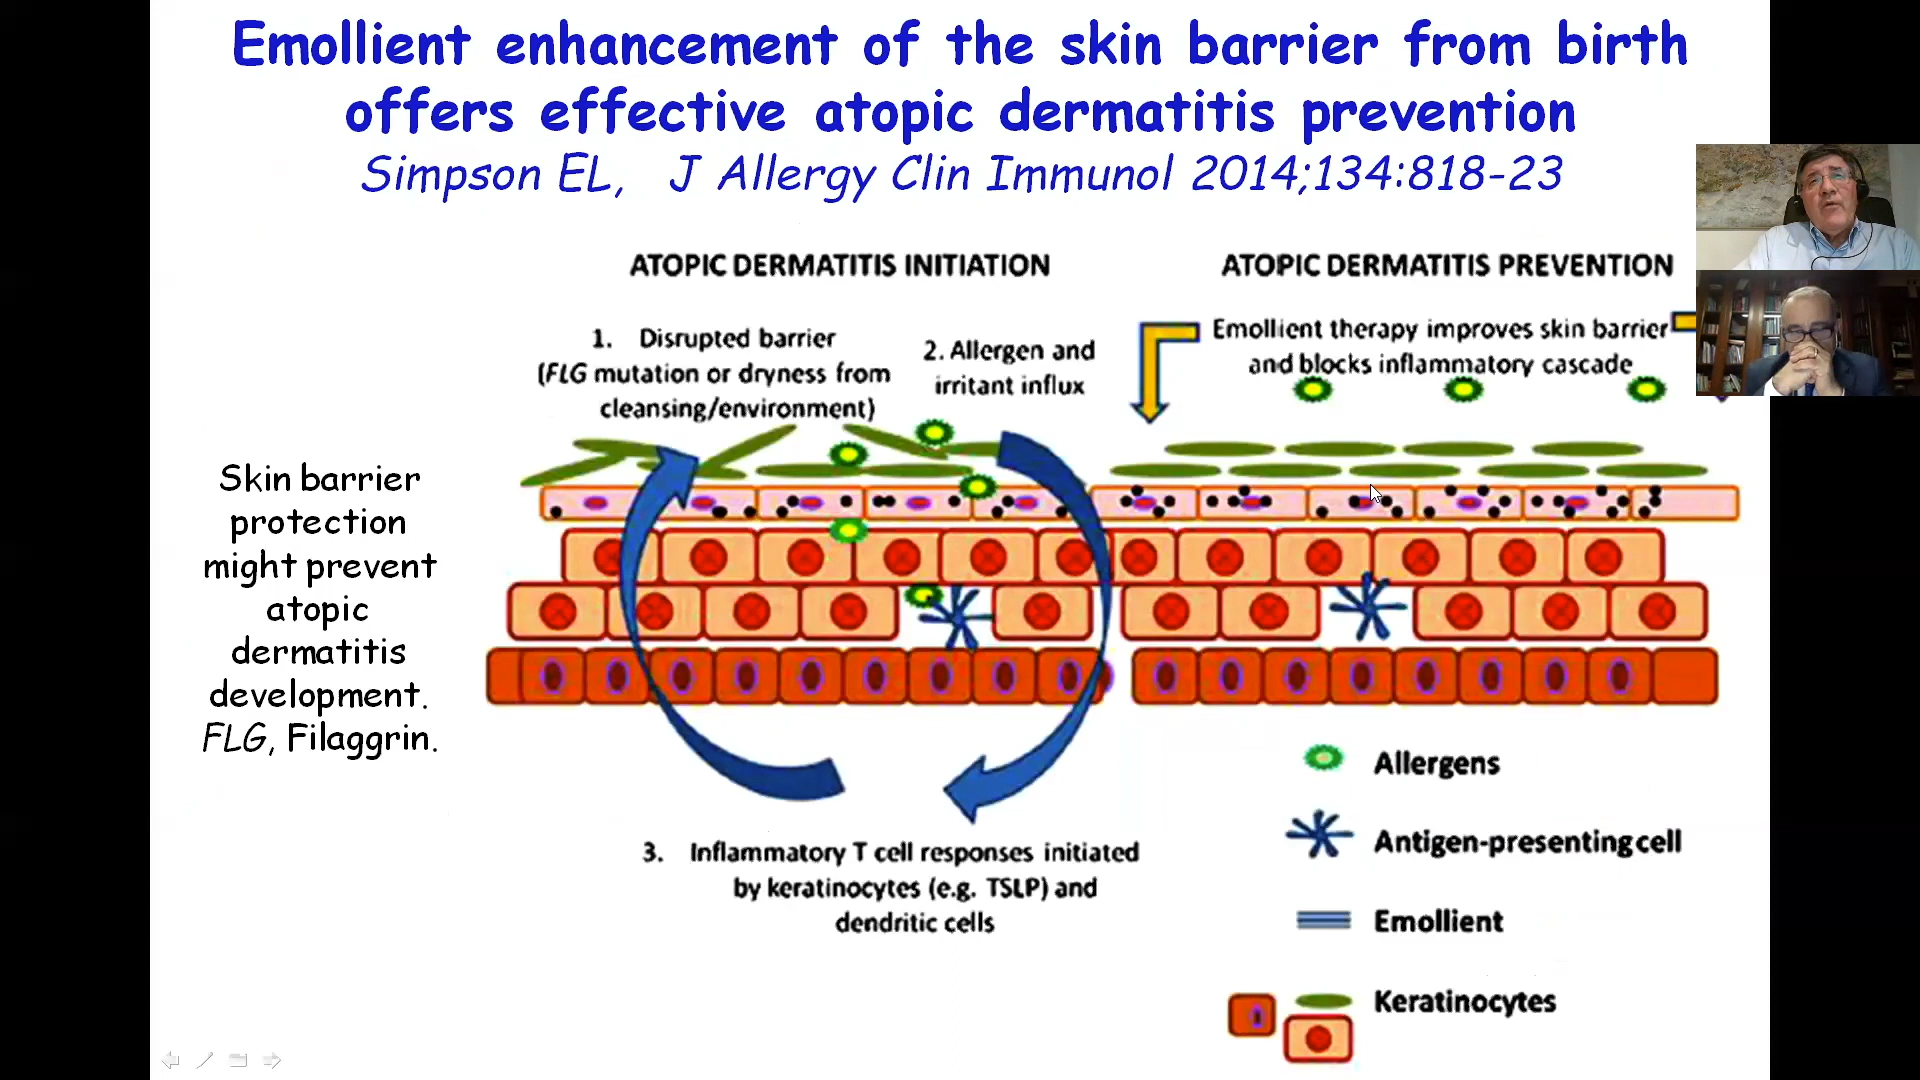 Emollient enhancement of the skin barrier from birth
offers effective atopic dermatitis prevention
Simpson EL, J Allergy Clin Immunol 2014;134:818-23
ATOPIC DERMATITIS INITIATION
1. Disrupted barrier
(FLG mutation or dryness from
cleansing/environment)
2. Allergen and
irritant influx
ATOPIC DERMATITIS PREVENTION
Emollient therapy improves skin barrier
and blocks inflammatory cascade
Skin barrier
protection
might prevent
atopic
dermatitis
development.
FLG, Filaggrin.
3. Inflammatory T cell responses initiated
by keratinocytes (e.g. TSLP) and
dendritic cells
Allergens
Antigen-presenting cell
Emollient
Keratinocytes